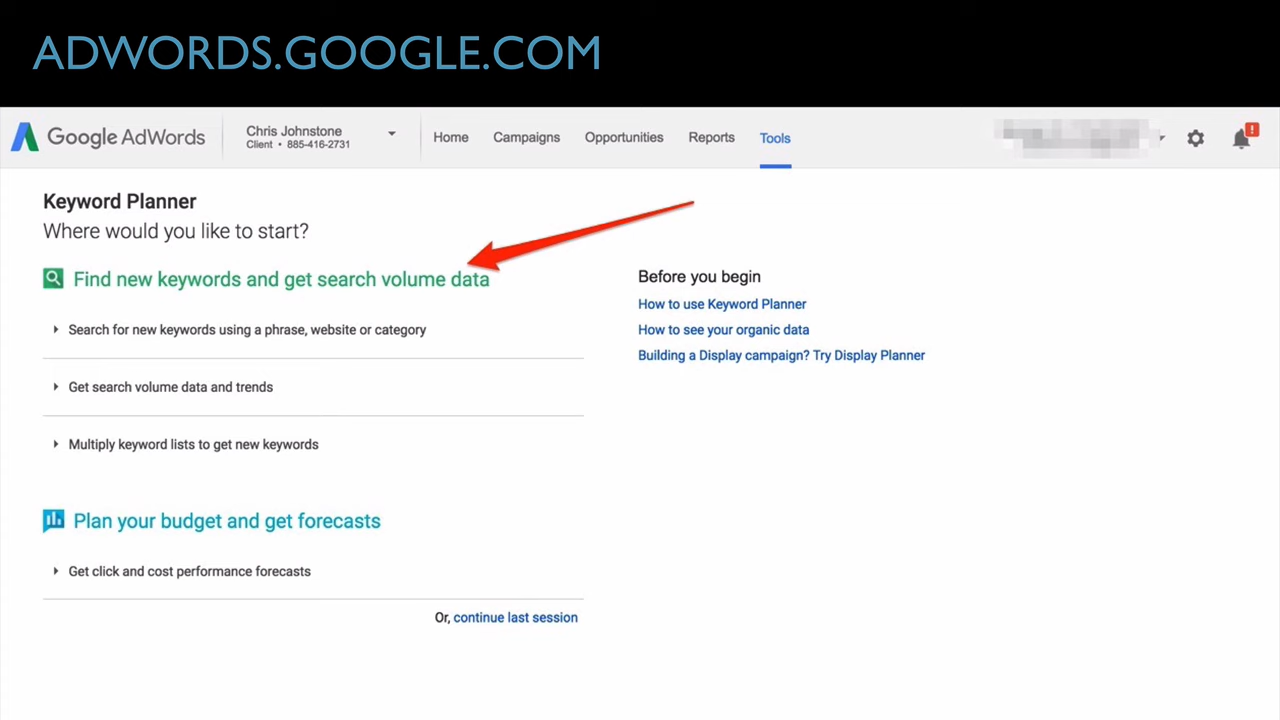 ADWORDS.GOOGLE.COM
Google AdWords
Chris Johnstone
Client • 885-416-2731
Home Campaigns Opportunities Reports Tools
!
Keyword Planner
Where would you like to start?
Find new keywords and get search volume data
Search for new keywords using a phrase, website or category
Get search volume data and trends
Multiply keyword lists to get new keywords
Plan your budget and get forecasts
Get click and cost performance forecasts
Or, continue last session
Before you begin
How to use Keyword Planner
How to see your organic data
Building a Display campaign? Try Display Planner